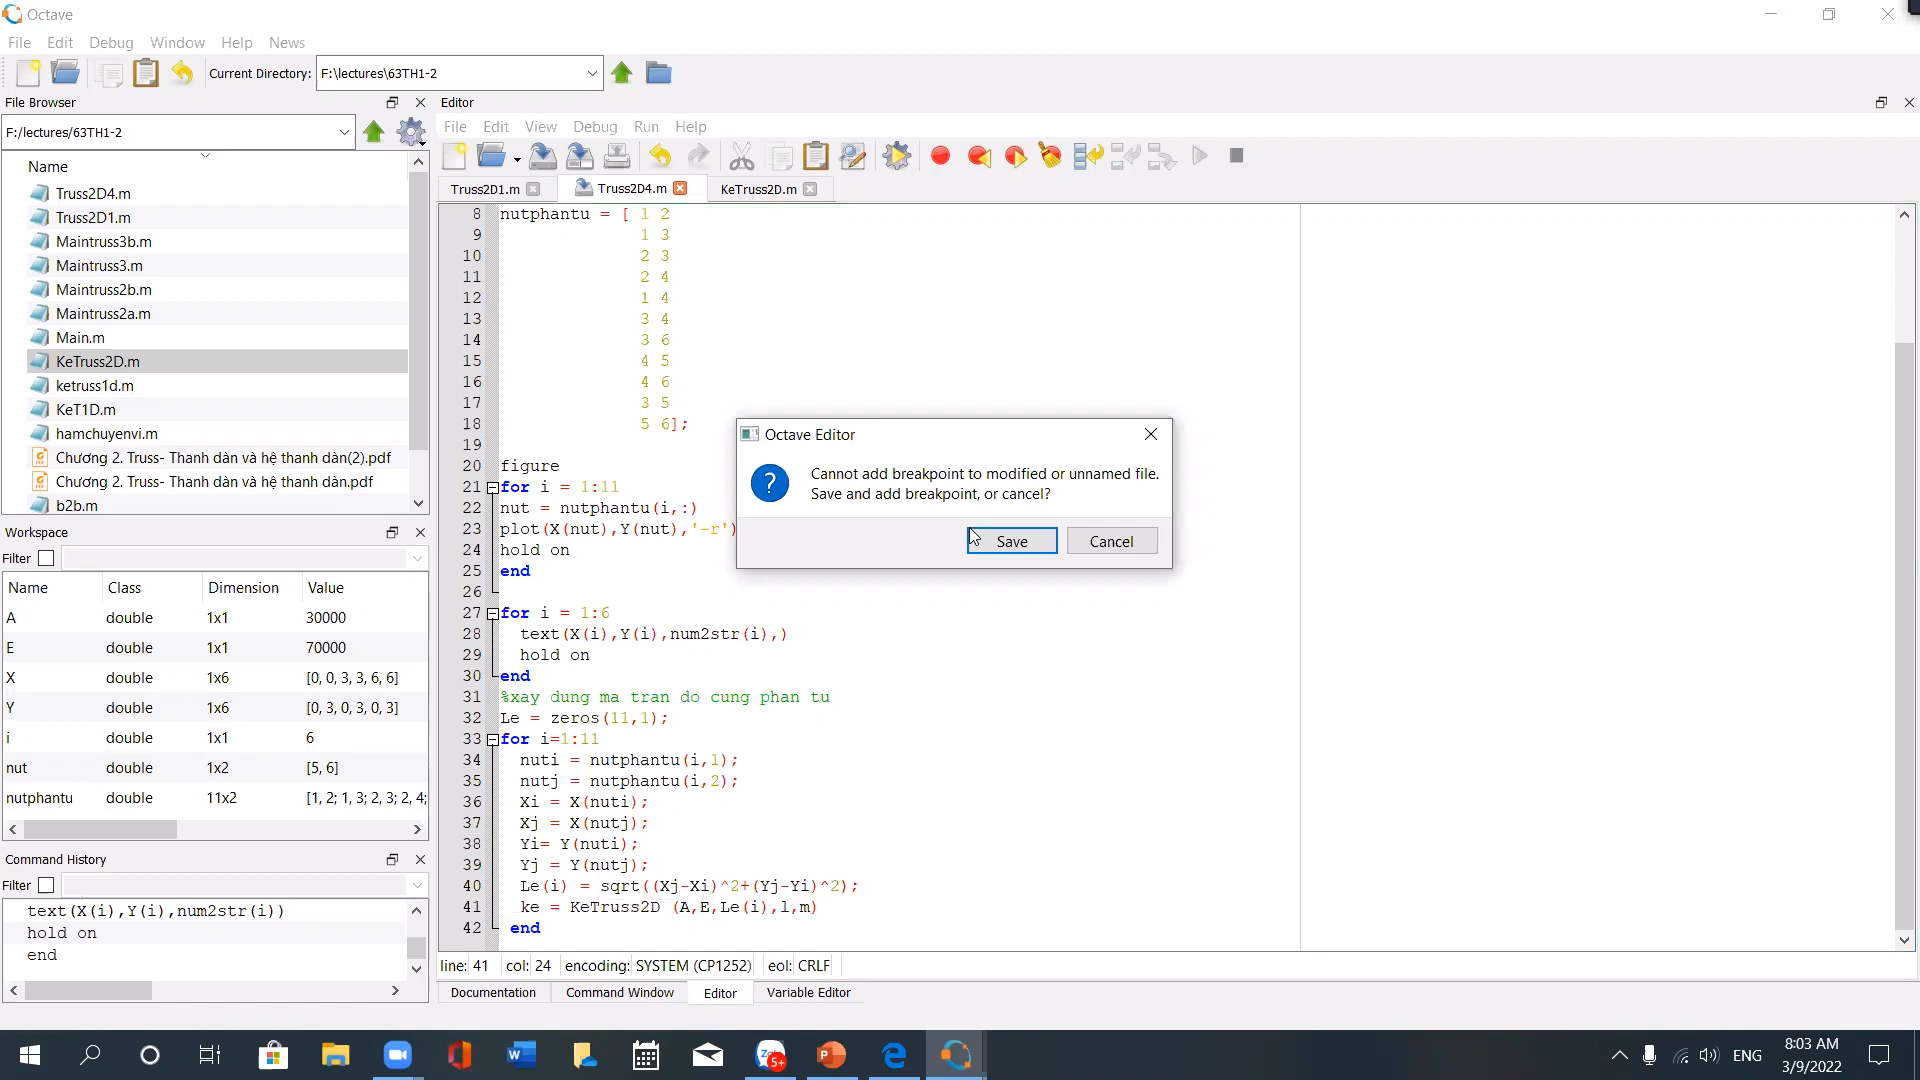 Octave
File Edit Debug Window Help News
Current Directory: F:\lectures\63TH1-2
File Browser
F:/lectures/63TH1-2
Name
Truss2D4.m
Truss2D1.m
Maintruss3b.m
Maintruss3.m
Maintruss2b.m
Maintruss2a.m
Main.m
KeTruss2D.m
ketruss1d.m
KeT1D.m
hamchuyenvi.m
Chương 2. Truss- Thanh dàn và hệ thanh dàn(2).pdf
Chương 2. Truss- Thanh dàn và hệ thanh dàn.pdf
b2b.m
Workspace
Filter
Name Class Dimension Value
A double 1x1 30000
E double 1x1 70000
X double 1x6 [0, 0, 3, 3, 6, 6]
Y double 1x6 [0, 3, 0, 3, 0, 3]
i double 1x1 6
nut double 1x2 [5, 6]
nutphantu double 11x2 [1, 2; 1, 3; 2, 3; 2, 4;
Command History
Filter
text(X(i),Y(i),num2str(i))
hold on
end
Editor
File Edit View Debug Run Help
Truss2D1.m Truss2D4.m KeTruss2D.m
8 nutphantu = [ 1 2
9 1 3
10 2 3
11 2 4
12 1 4
13 3 4
14 3 6
15 4 5
16 4 6
17 3 5
18 5 6];
19
20 figure
21 for i = 1:11
22 nut = nutphantu(i,:)
23 plot(X(nut),Y(nut),'-r')
24 hold on
25 end
26
27 for i = 1:6
28 text(X(i),Y(i),num2str(i),)
29 hold on
30 end
31 %xay dung ma tran do cung phan tu
32 Le = zeros(11,1);
33 for i=1:11
34 nuti = nutphantu(i,1);
35 nutj = nutphantu(i,2);
36 Xi = X(nuti);
37 Xj = X(nutj);
38 Yi= Y(nuti);
39 Yj = Y(nutj);
40 Le(i) = sqrt((Xj-Xi)^2+(Yj-Yi)^2);
41 ke = KeTruss2D (A,E,Le(i),l,m)
42 end
Octave Editor
Cannot add breakpoint to modified or unnamed file.
Save and add breakpoint, or cancel?
Save Cancel
line: 41 col: 24 encoding: SYSTEM (CP1252) eol: CRLF
Documentation Command Window Editor Variable Editor
5+
ENG
8:03 AM
3/9/2022